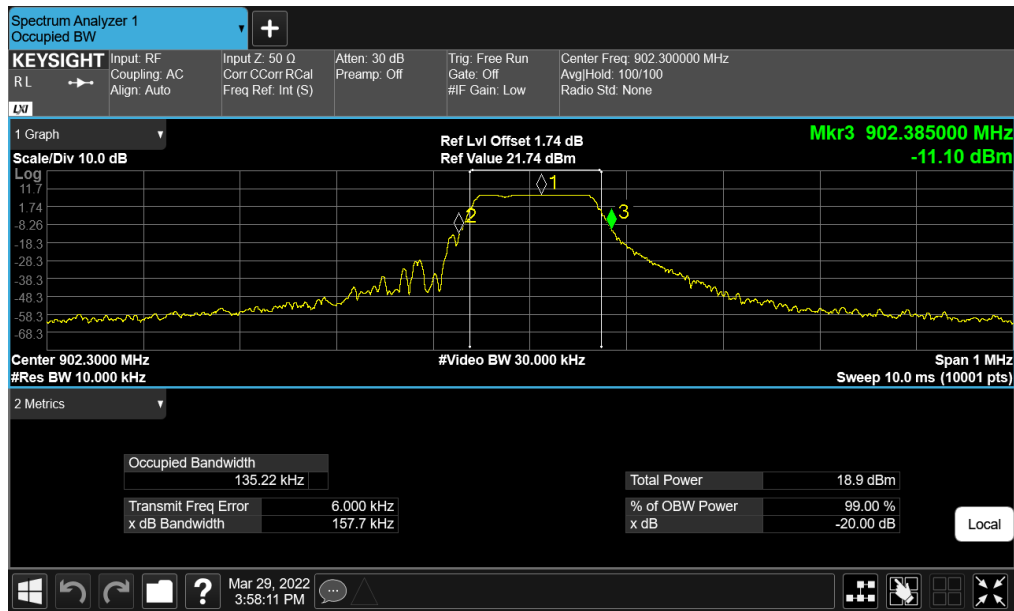 Spectrum Analyzer 1
Occupied BW
+
KEYSIGHT
R L
LXI
Input: RF
Coupling: AC
Align: Auto
Input Z: 50 Ω
Corr CCorr RCal
Freq Ref: Int (S)
Atten: 30 dB
Preamp: Off
Trig: Free Run
Gate: Off
#IF Gain: Low
Center Freq: 902.300000 MHz
Avg|Hold: 100/100
Radio Std: None
1 Graph
Scale/Div 10.0 dB
Ref Lvl Offset 1.74 dB
Ref Value 21.74 dBm
Mkr3 902.385000 MHz
-11.10 dBm
Log
11.7
1.74
-8.26
-18.3
-28.3
-38.3
-48.3
-58.3
-68.3
1
2
3
Center 902.3000 MHz
#Video BW 30.000 kHz
Span 1 MHz
#Res BW 10.000 kHz
Sweep 10.0 ms (10001 pts)
2 Metrics
Occupied Bandwidth
135.22 kHz
Total Power 18.9 dBm
Transmit Freq Error 6.000 kHz
% of OBW Power 99.00 %
x dB Bandwidth 157.7 kHz
x dB -20.00 dB
Local
?
Mar 29, 2022
3:58:11 PM